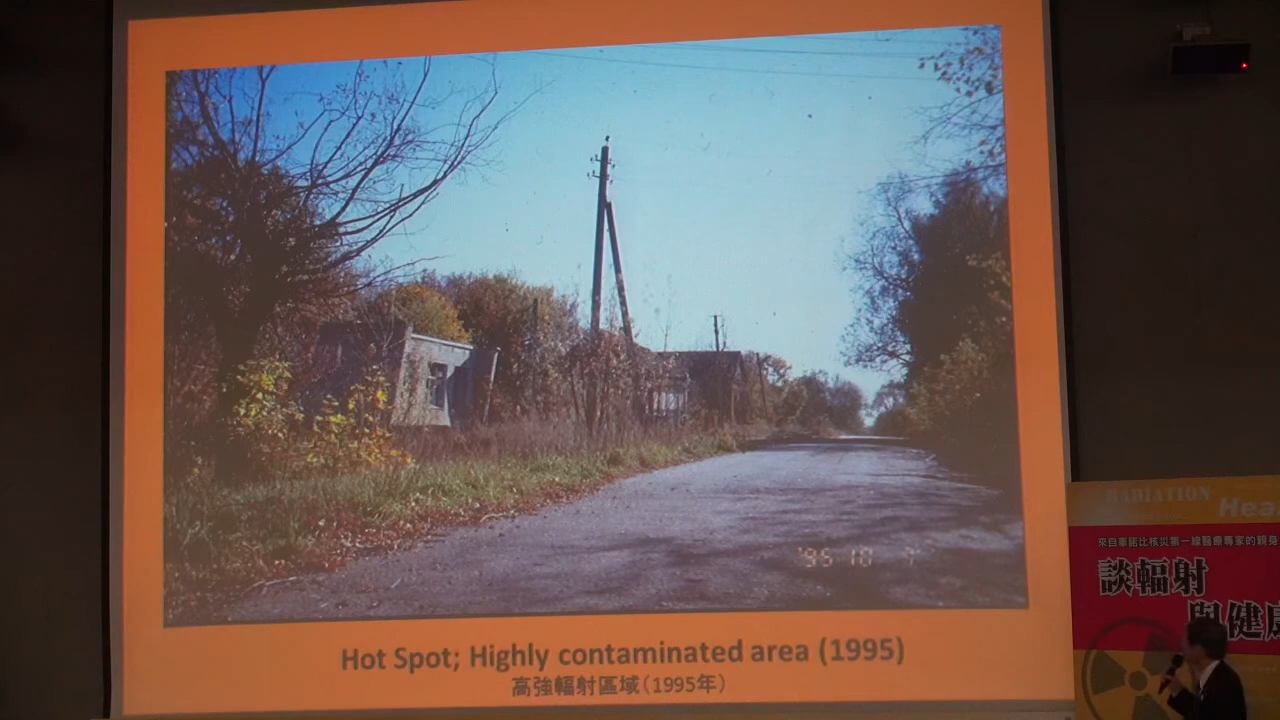 '95 10 7
Hot Spot; Highly contaminated area (1995)
高強輻射區域(1995年)
RADIATION
Hea
來自車諾比核災第一線醫療專家的親身
談輻射
與健康